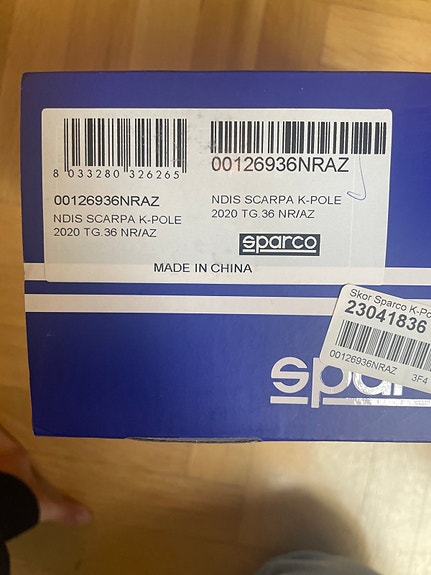 8 033280 326265
00126936NRAZ
NDIS SCARPA K-POLE
2020 TG.36 NR/AZ
00126936NRAZ
NDIS SCARPA K-POLE
2020 TG.36 NR/AZ
sparco
MADE IN CHINA
Skor Sparco K-Po
23041836
00126936NRAZ 3F4
spar